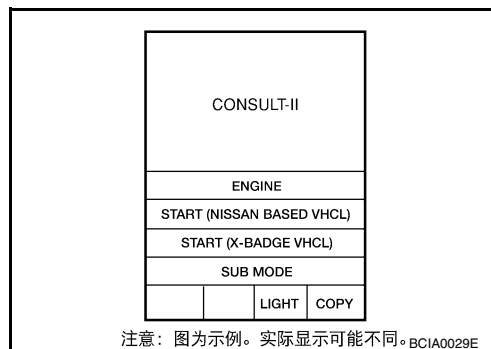 CONSULT-II
ENGINE
START (NISSAN BASED VHCL)
START (X-BADGE VHCL)
SUB MODE
LIGHT COPY
注意：图为示例。实际显示可能不同。BCIA0029E